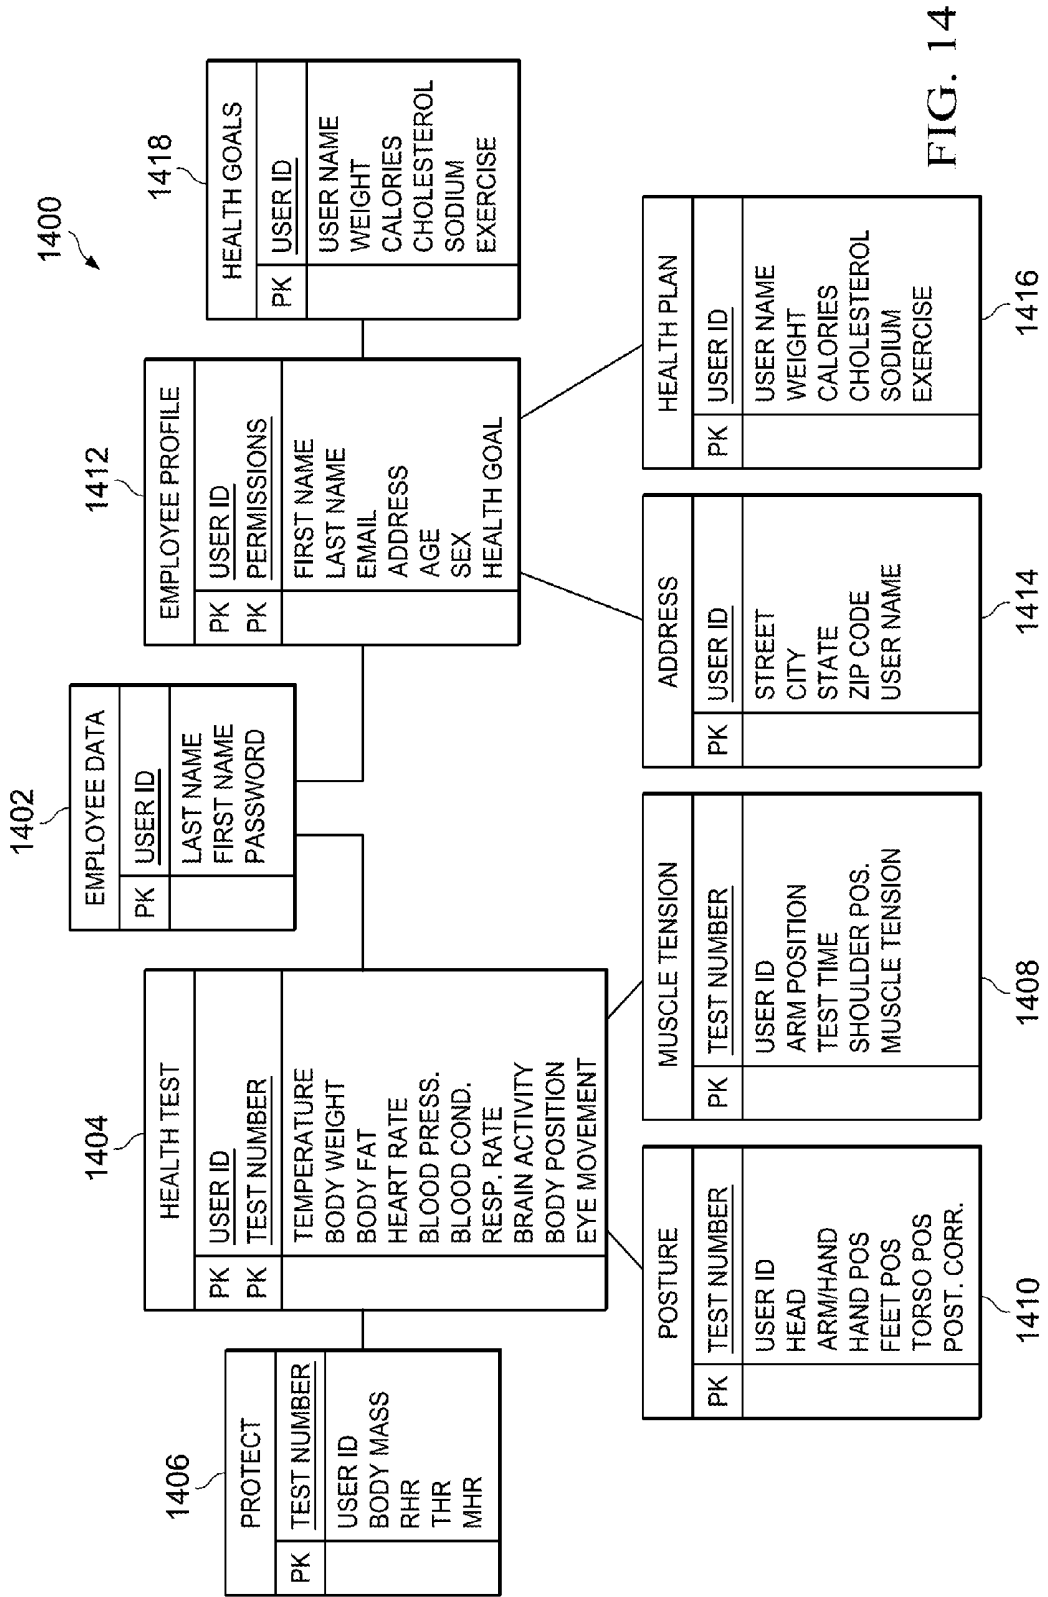 1400
1402
EMPLOYEE DATA
PK USER ID
LAST NAME
FIRST NAME
PASSWORD
1404
HEALTH TEST
PK USER ID
PK TEST NUMBER
TEMPERATURE
BODY WEIGHT
BODY FAT
HEART RATE
BLOOD PRESS.
BLOOD COND.
RESP. RATE
BRAIN ACTIVITY
BODY POSITION
EYE MOVEMENT
1412
EMPLOYEE PROFILE
PK USER ID
PK PERMISSIONS
FIRST NAME
LAST NAME
EMAIL
ADDRESS
AGE
SEX
HEALTH GOAL
1418
HEALTH GOALS
PK USER ID
USER NAME
WEIGHT
CALORIES
CHOLESTEROL
SODIUM
EXERCISE
1406
PROTECT
PK TEST NUMBER
USER ID
BODY MASS
RHR
THR
MHR
POSTURE
PK TEST NUMBER
USER ID
HEAD
ARM/HAND
HAND POS
FEET POS
TORSO POS
POST. CORR.
1410
MUSCLE TENSION
PK TEST NUMBER
USER ID
ARM POSITION
TEST TIME
SHOULDER POS.
MUSCLE TENSION
1408
ADDRESS
PK USER ID
STREET
CITY
STATE
ZIP CODE
USER NAME
1414
HEALTH PLAN
PK USER ID
USER NAME
WEIGHT
CALORIES
CHOLESTEROL
SODIUM
EXERCISE
1416
FIG. 14